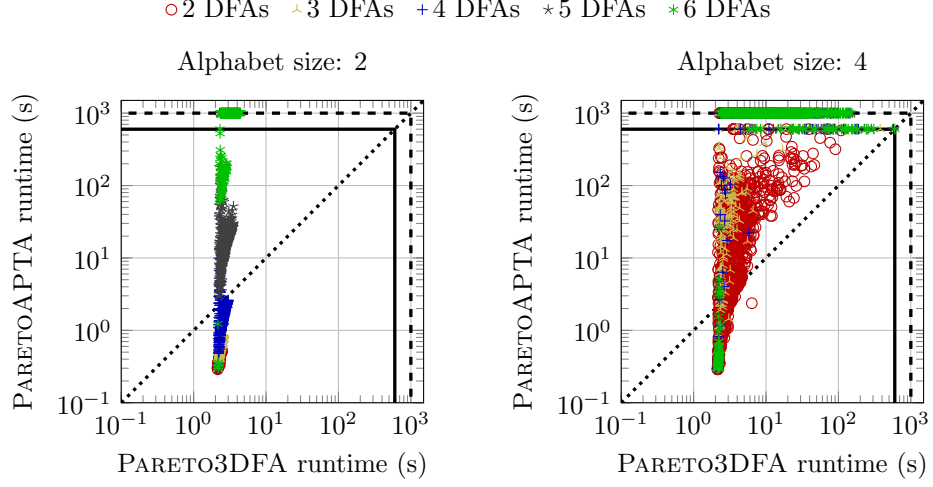 2 DFAs 3 DFAs 4 DFAs 5 DFAs 6 DFAs
Alphabet size: 2
PARETOAPTA runtime (s)
10^3
10^2
10^1
10^0
10^−1
10^−1 10^0 10^1 10^2 10^3
PARETO3DFA runtime (s)
Alphabet size: 4
PARETOAPTA runtime (s)
10^3
10^2
10^1
10^0
10^−1
10^−1 10^0 10^1 10^2 10^3
PARETO3DFA runtime (s)